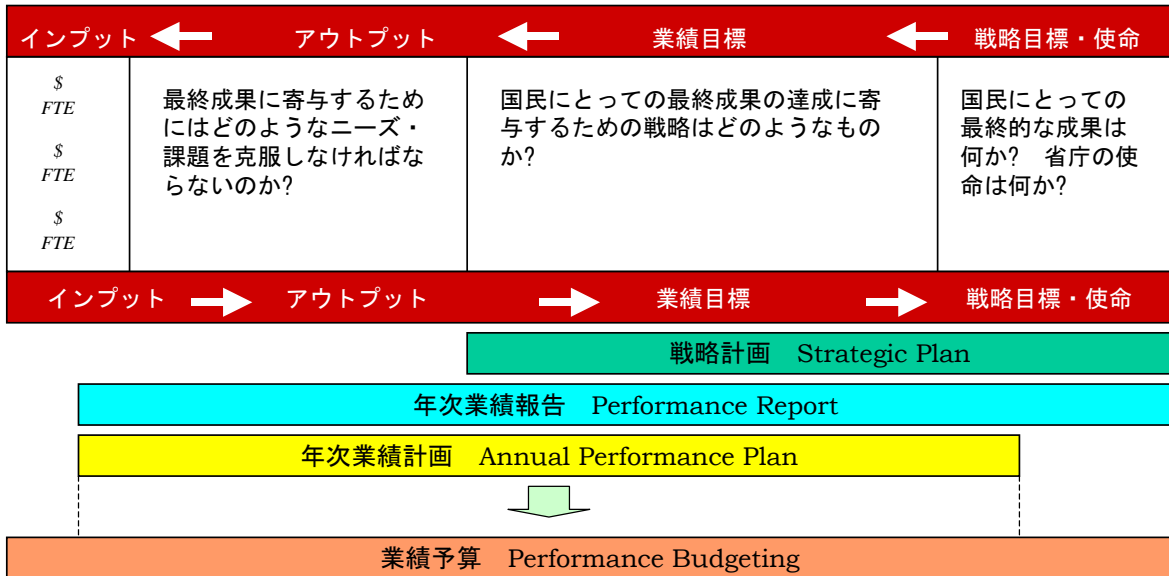 インプット アウトプット 業績目標 戦略目標・使命
$
FTE
$
FTE
$
FTE
最終成果に寄与するため
にはどのようなニーズ・
課題を克服しなければな
らないのか?
国民にとっての最終成果の達成に寄
与するための戦略はどのようなもの
か?
国民にとっての
最終的な成果は
何か?　省庁の使
命は何か?
インプット アウトプット 業績目標 戦略目標・使命
戦略計画　Strategic Plan
年次業績報告　Performance Report
年次業績計画　Annual Performance Plan
業績予算　Performance Budgeting